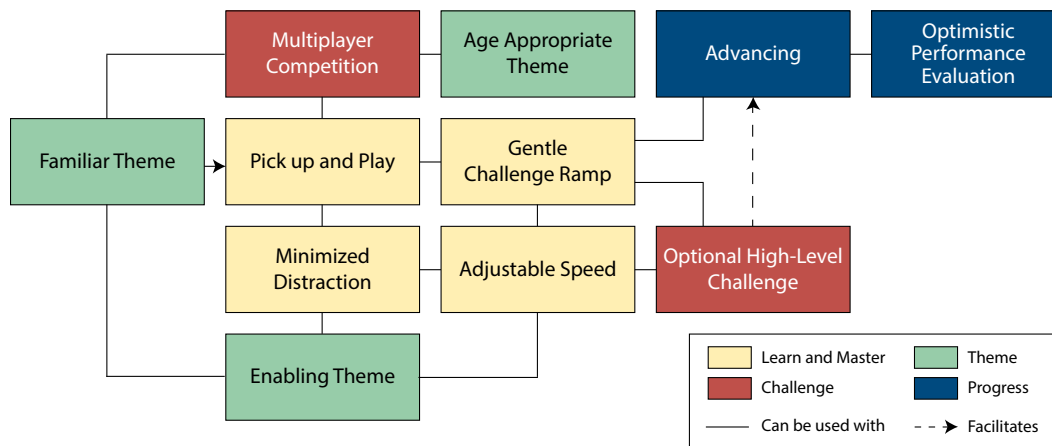 Multiplayer
Competition
Age Appropriate
Theme
Advancing
Optimistic
Performance
Evaluation
Familiar Theme
Pick up and Play
Gentle
Challenge Ramp
Minimized
Distraction
Adjustable Speed
Optional High-Level
Challenge
Enabling Theme
Learn and Master
Theme
Challenge
Progress
Can be used with
Facilitates